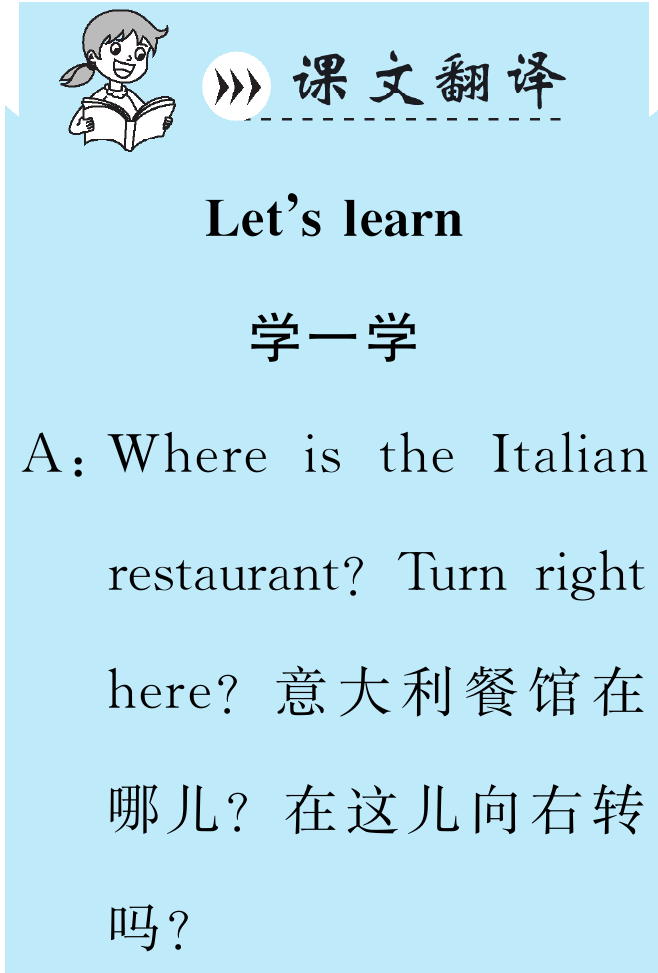 课文翻译
Let's learn
学一学
A: Where is the Italian
restaurant? Turn right
here? 意大利餐馆在
哪儿? 在这儿向右转
吗?